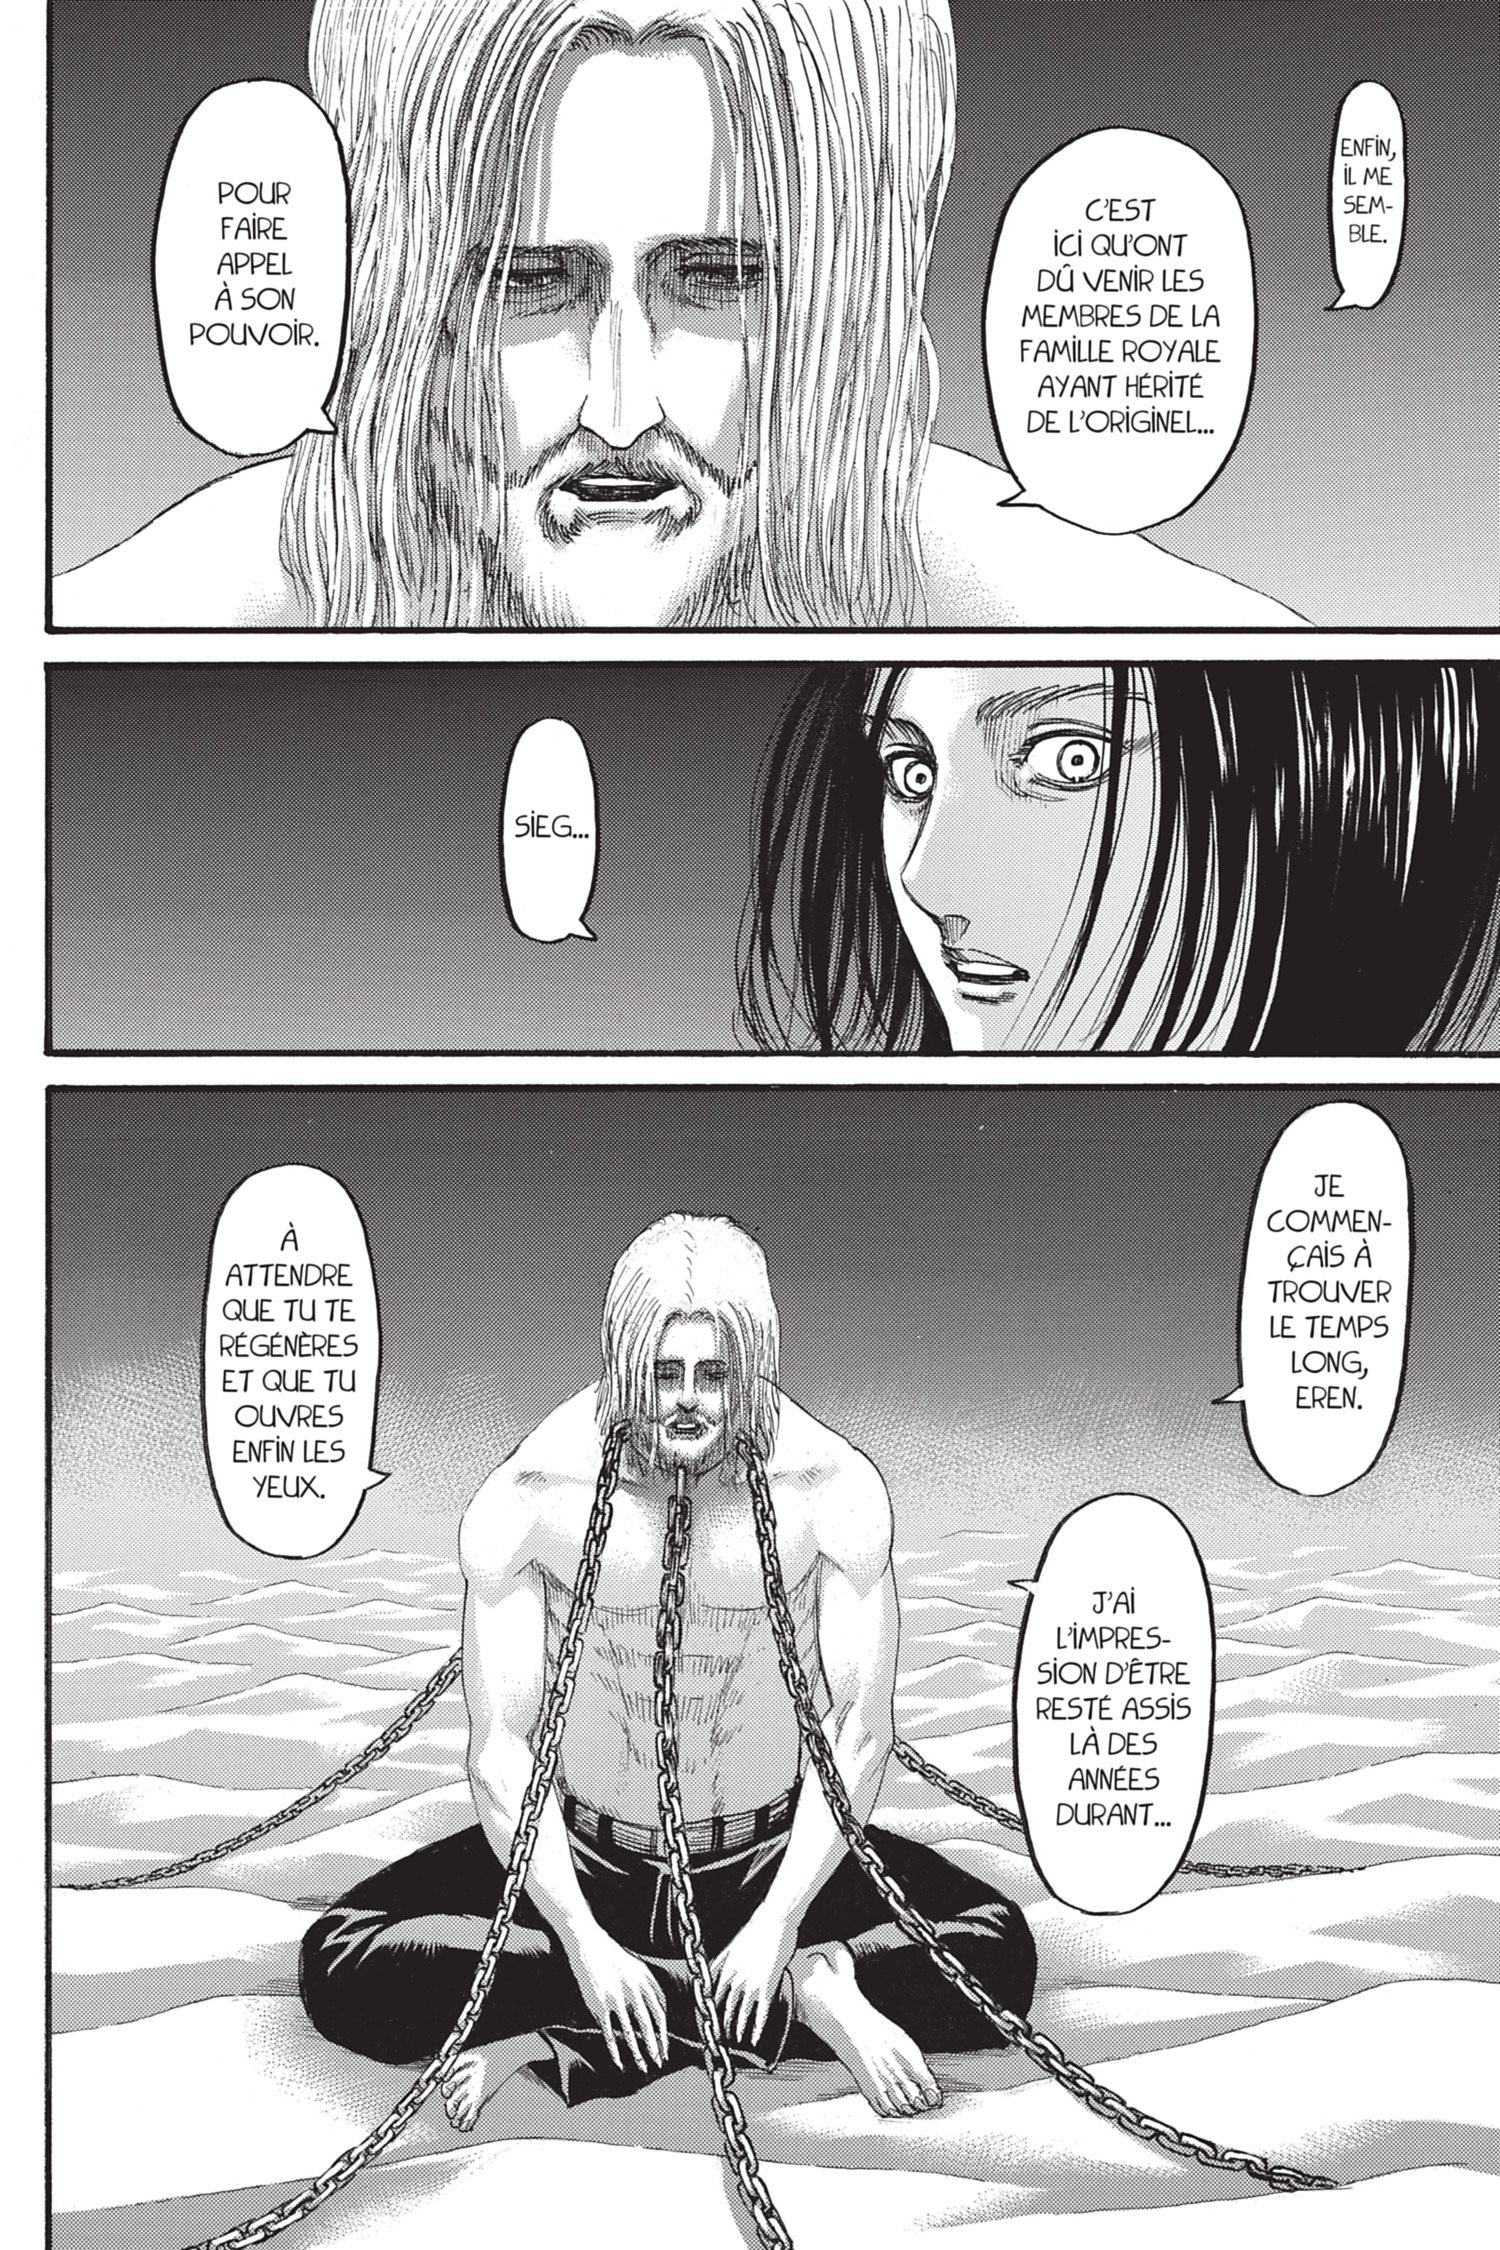 ENFIN,
IL ME
SEM-
BLE.
C'EST
ICI QU'ONT
DÛ VENIR LES
MEMBRES DE LA
FAMILLE ROYALE
AYANT HÉRITÉ
DE L'ORIGINEL...
POUR
FAIRE
APPEL
À SON
POUVOIR.
SIEG...
JE
COMMEN-
ÇAIS À
TROUVER
LE TEMPS
LONG,
EREN.
J'AI
L'IMPRES-
SION D'ÊTRE
RESTÉ ASSIS
LÀ DES
ANNÉES
DURANT...
À
ATTENDRE
QUE TU TE
RÉGÉNÈRES
ET QUE TU
OUVRES
ENFIN LES
YEUX.